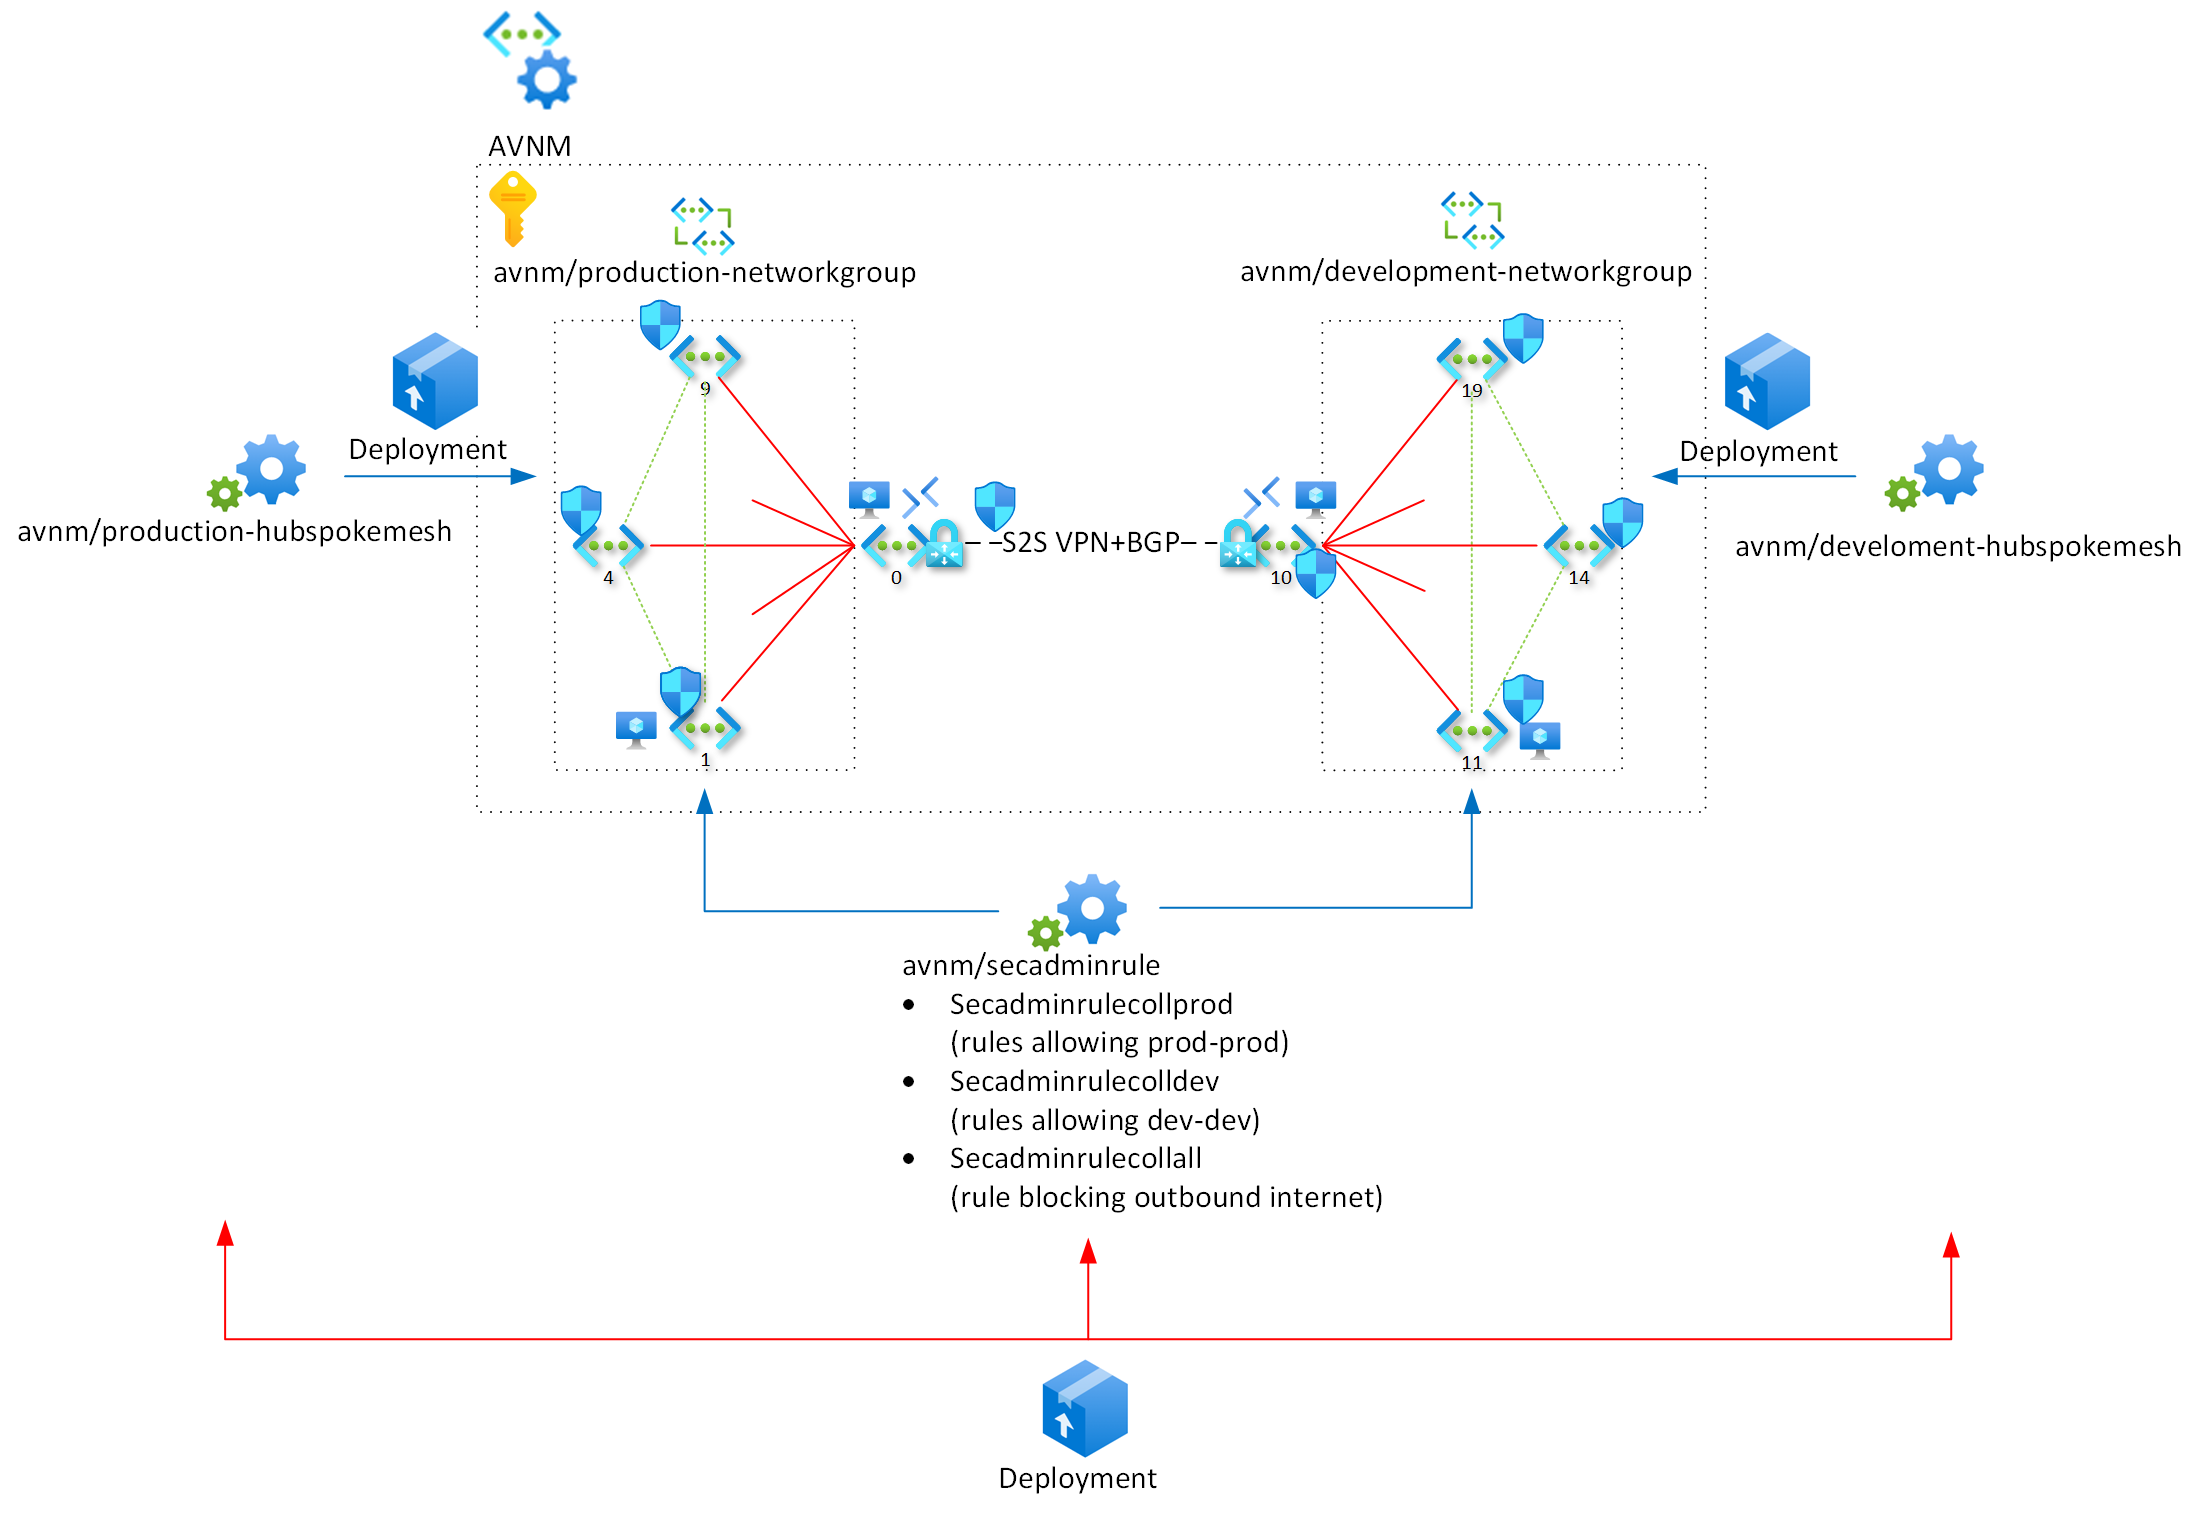 AVNM
avnm/production-networkgroup
avnm/development-networkgroup
9
19
Deployment
Deployment
avnm/production-hubspokemesh
avnm/develoment-hubspokemesh
– –S2S VPN+BGP– –
4
0
10
14
1
11
avnm/secadminrule
• Secadminrulecollprod
(rules allowing prod-prod)
• Secadminrulecolldev
(rules allowing dev-dev)
• Secadminrulecollall
(rule blocking outbound internet)
Deployment